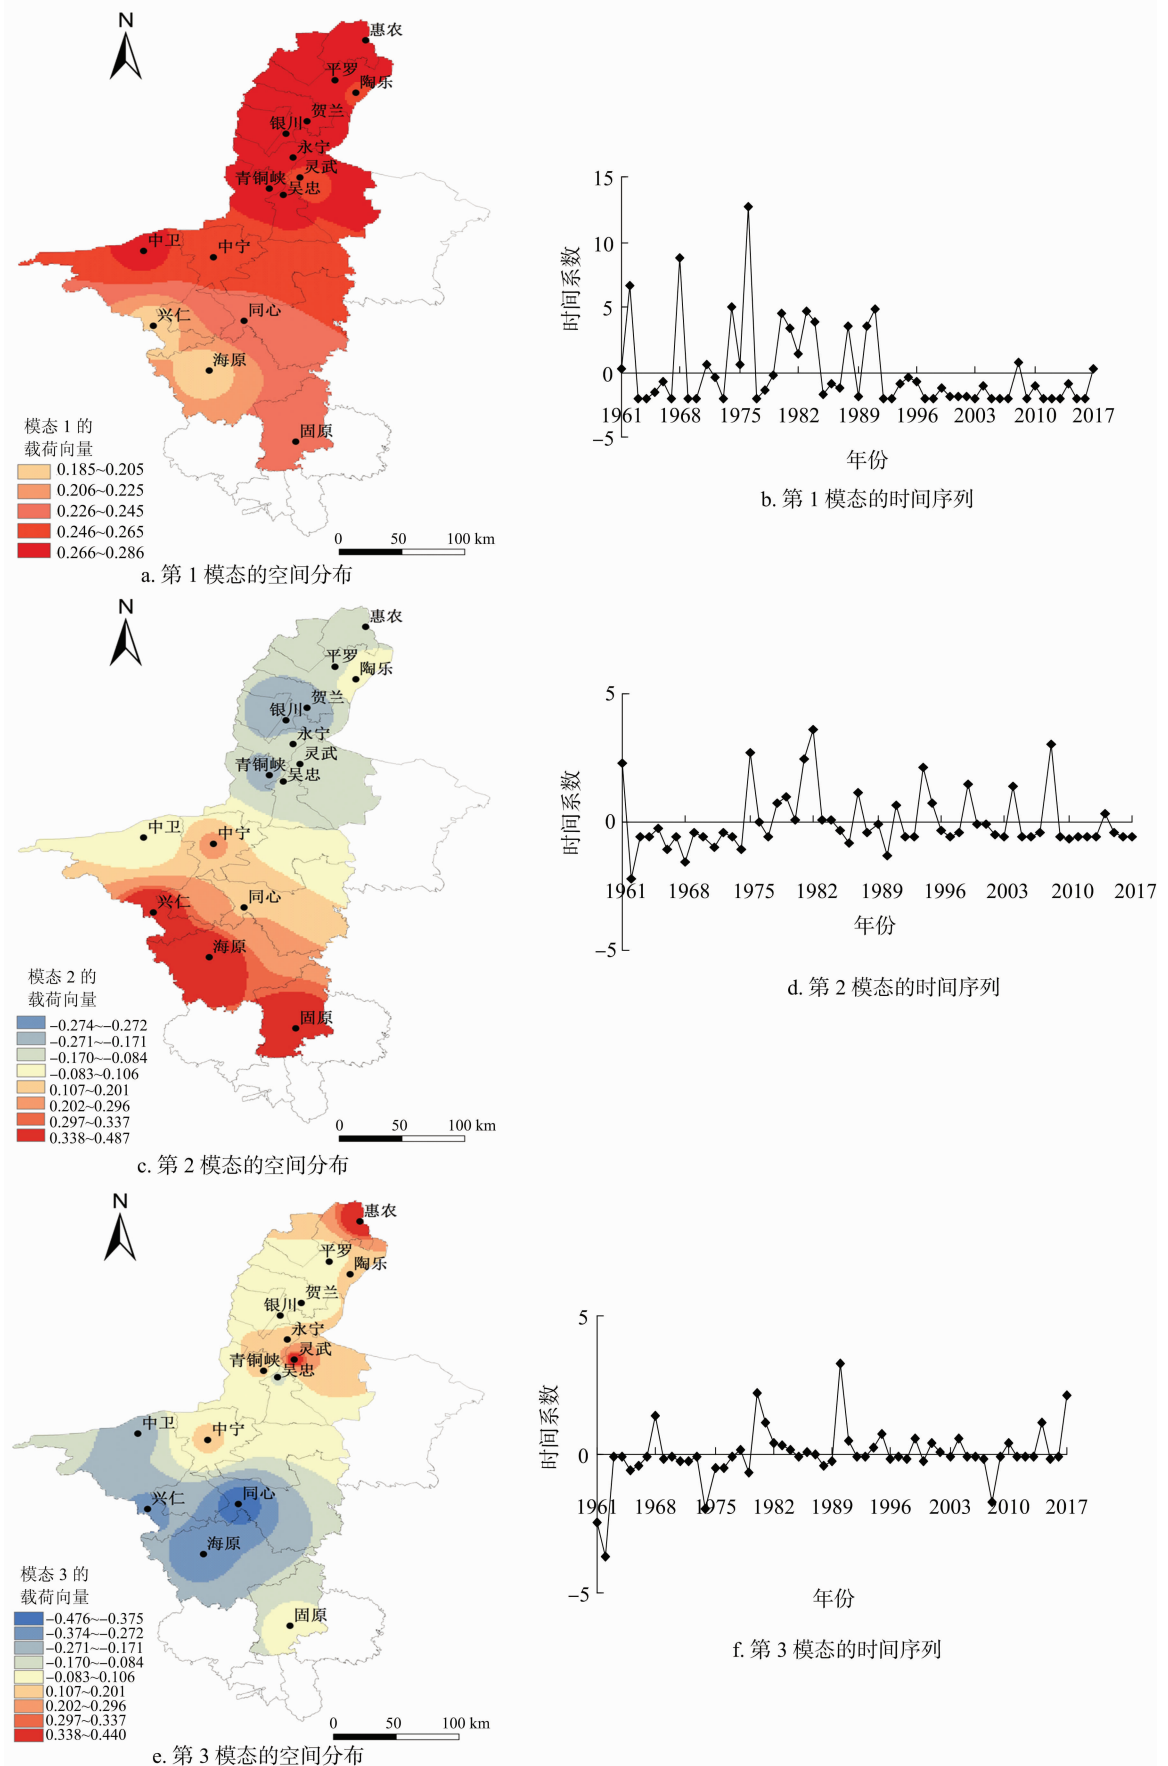 N
惠农
平罗
陶乐
贺兰
银川
永宁
灵武
青铜峡
吴忠
中卫
中宁
兴仁
同心
海原
固原
模态 1 的
载荷向量
0.185~0.205
0.206~0.225
0.226~0.245
0.246~0.265
0.266~0.286
0 50 100 km
a. 第 1 模态的空间分布
15
10
5
0
−5
时间系数
1961 1968 1975 1982 1989 1996 2003 2010 2017
年份
b. 第 1 模态的时间序列
N
惠农
平罗
陶乐
贺兰
银川
永宁
灵武
青铜峡
吴忠
中卫
中宁
兴仁
同心
海原
固原
模态 2 的
载荷向量
−0.274~−0.272
−0.271~−0.171
−0.170~−0.084
−0.083~0.106
0.107~0.201
0.202~0.296
0.297~0.337
0.338~0.487
0 50 100 km
c. 第 2 模态的空间分布
5
0
−5
时间系数
1961 1968 1975 1982 1989 1996 2003 2010 2017
年份
d. 第 2 模态的时间序列
N
惠农
平罗
陶乐
贺兰
银川
永宁
灵武
青铜峡
吴忠
中卫
中宁
兴仁
同心
海原
固原
模态 3 的
载荷向量
−0.476~−0.375
−0.374~−0.272
−0.271~−0.171
−0.170~−0.084
−0.083~0.106
0.107~0.201
0.202~0.296
0.297~0.337
0.338~0.440
0 50 100 km
e. 第 3 模态的空间分布
5
0
−5
时间系数
1961 1968 1975 1982 1989 1996 2003 2010 2017
年份
f. 第 3 模态的时间序列